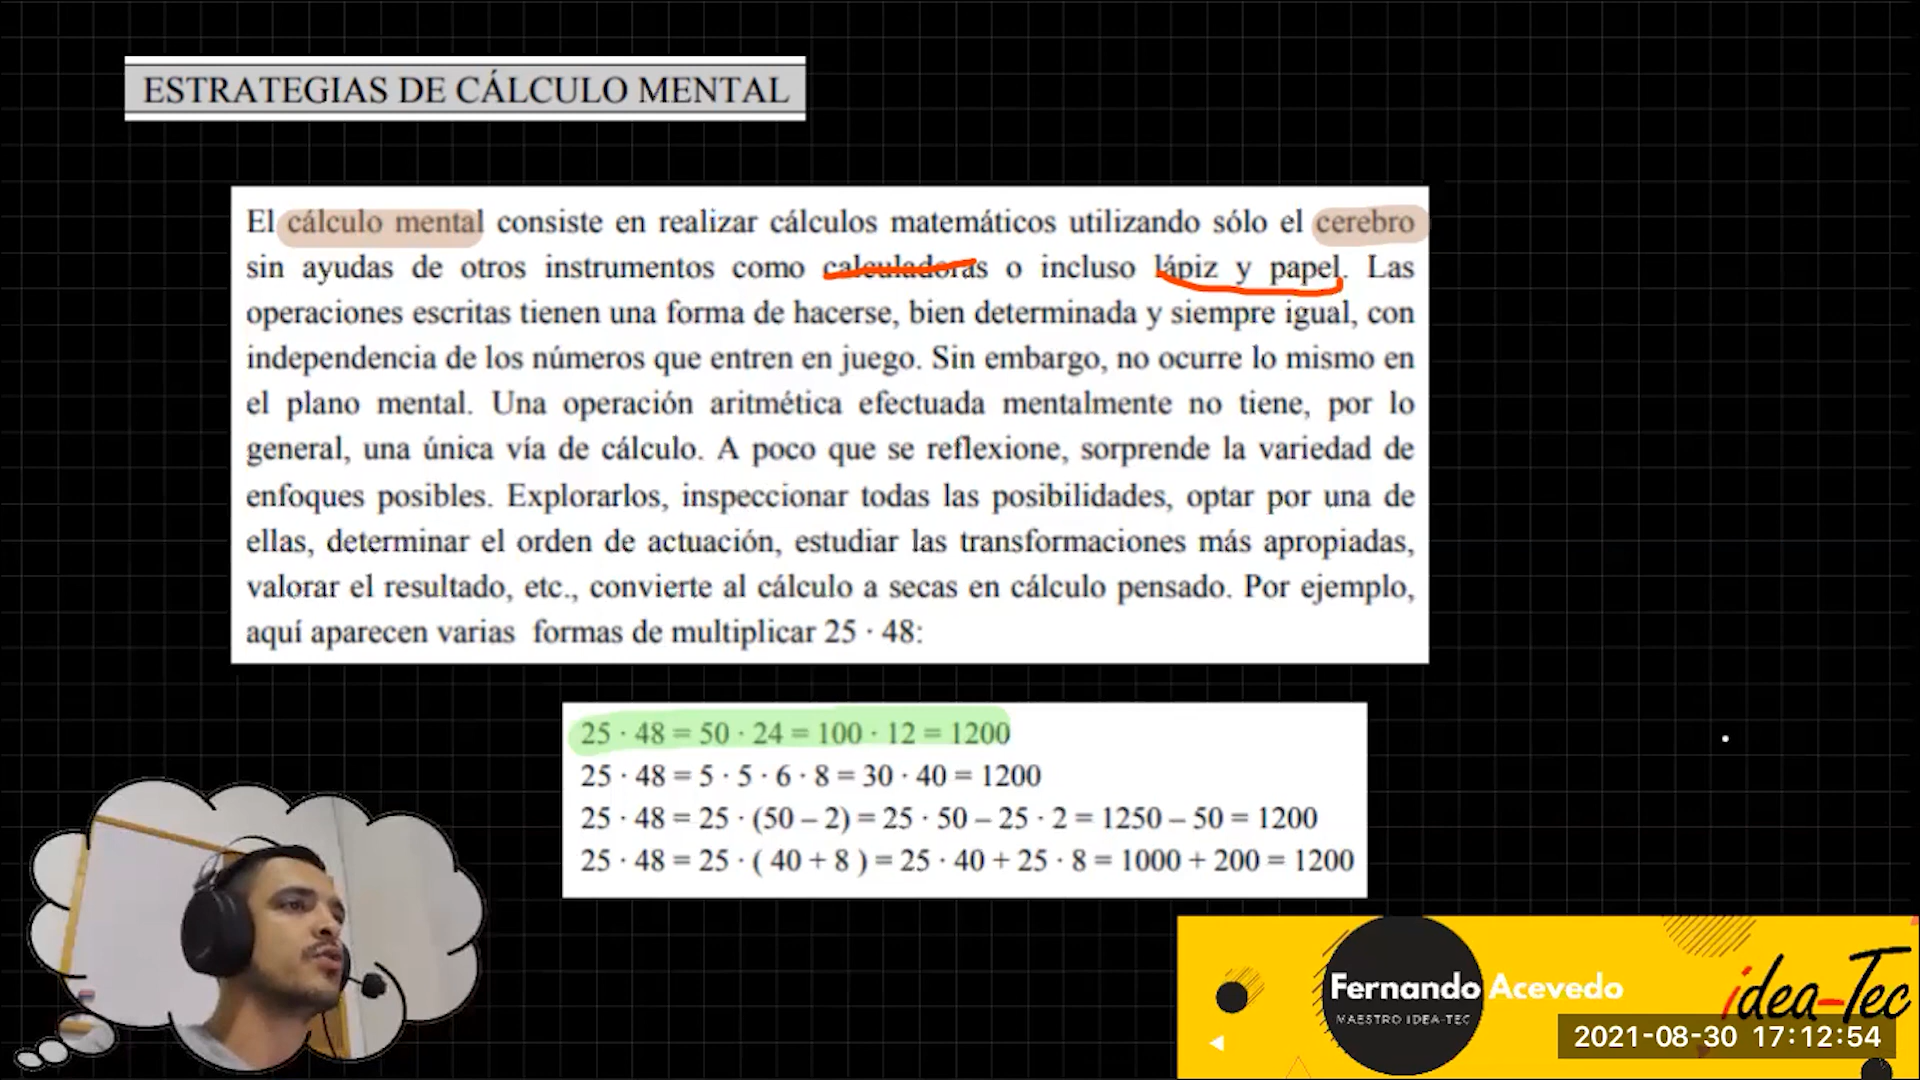 ESTRATEGIAS DE CÁLCULO MENTAL
El cálculo mental consiste en realizar cálculos matemáticos utilizando sólo el cerebro
sin ayudas de otros instrumentos como calculadoras o incluso lápiz y papel. Las
operaciones escritas tienen una forma de hacerse, bien determinada y siempre igual, con
independencia de los números que entren en juego. Sin embargo, no ocurre lo mismo en
el plano mental. Una operación aritmética efectuada mentalmente no tiene, por lo
general, una única vía de cálculo. A poco que se reflexione, sorprende la variedad de
enfoques posibles. Explorarlos, inspeccionar todas las posibilidades, optar por una de
ellas, determinar el orden de actuación, estudiar las transformaciones más apropiadas,
valorar el resultado, etc., convierte al cálculo a secas en cálculo pensado. Por ejemplo,
aquí aparecen varias formas de multiplicar 25 · 48:
25 · 48 = 50 · 24 = 100 · 12 = 1200
25 · 48 = 5 · 5 · 6 · 8 = 30 · 40 = 1200
25 · 48 = 25 · (50 – 2) = 25 · 50 – 25 · 2 = 1250 – 50 = 1200
25 · 48 = 25 · ( 40 + 8 ) = 25 · 40 + 25 · 8 = 1000 + 200 = 1200
Fernando Acevedo
MAESTRO IDEA-TEC
idea-Tec
2021-08-30 17:12:54